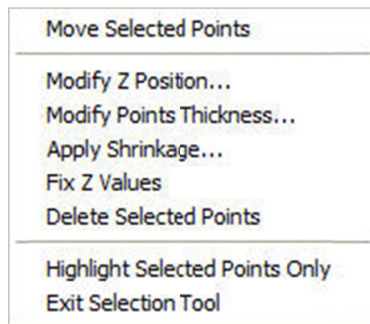 Move Selected Points
Modify Z Position...
Modify Points Thickness...
Apply Shrinkage...
Fix Z Values
Delete Selected Points
Highlight Selected Points Only
Exit Selection Tool